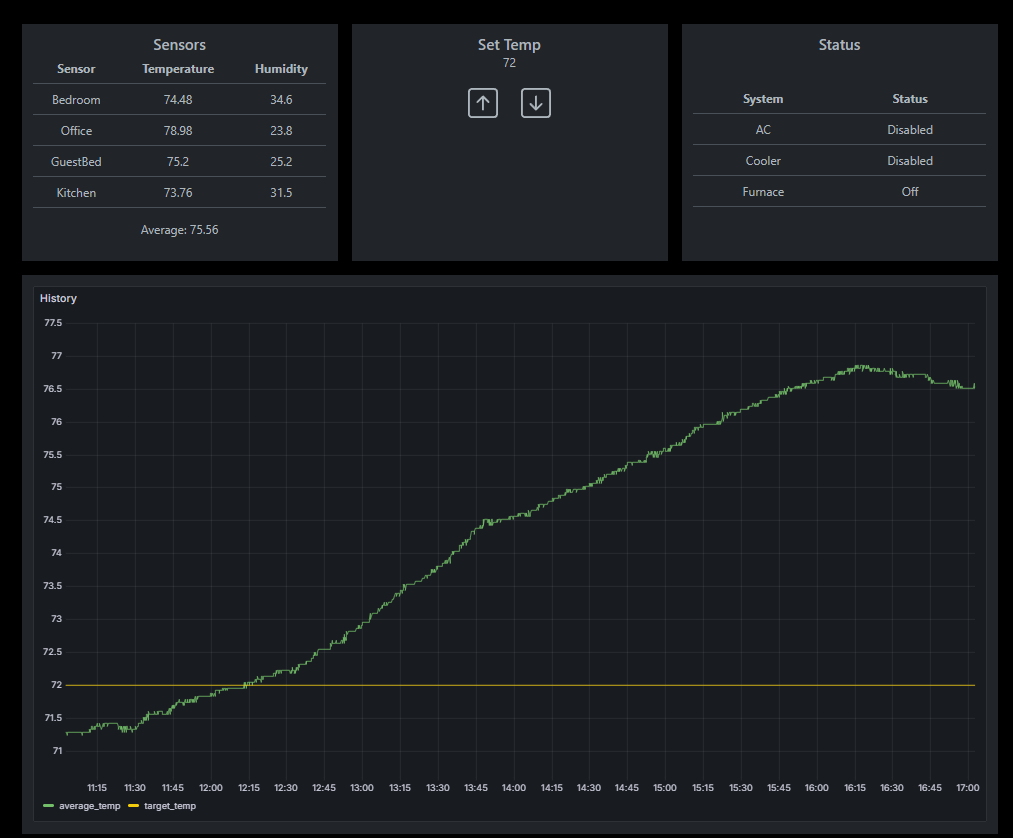 Sensors
Sensor Temperature Humidity
Bedroom 74.48 34.6
Office 78.98 23.8
GuestBed 75.2 25.2
Kitchen 73.76 31.5
Average: 75.56
Set Temp
72
Status
System Status
AC Disabled
Cooler Disabled
Furnace Off
History
77.5
77
76.5
76
75.5
75
74.5
74
73.5
73
72.5
72
71.5
71
11:15 11:30 11:45 12:00 12:15 12:30 12:45 13:00 13:15 13:30 13:45 14:00 14:15 14:30 14:45 15:00 15:15 15:30 15:45 16:00 16:15 16:30 16:45 17:00
average_temp target_temp